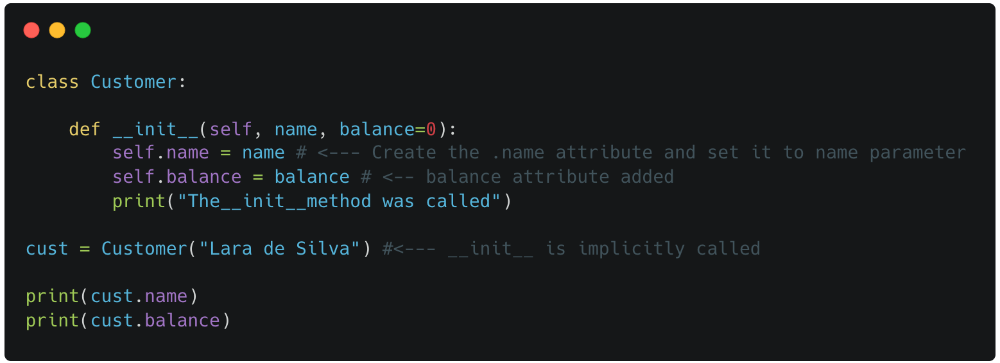 class Customer:
    def __init__(self, name, balance=0):
        self.name = name # <--- Create the .name attribute and set it to name parameter
        self.balance = balance # <-- balance attribute added
        print("The__init__method was called")
cust = Customer("Lara de Silva") #<--- __init__ is implicitly called
print(cust.name)
print(cust.balance)